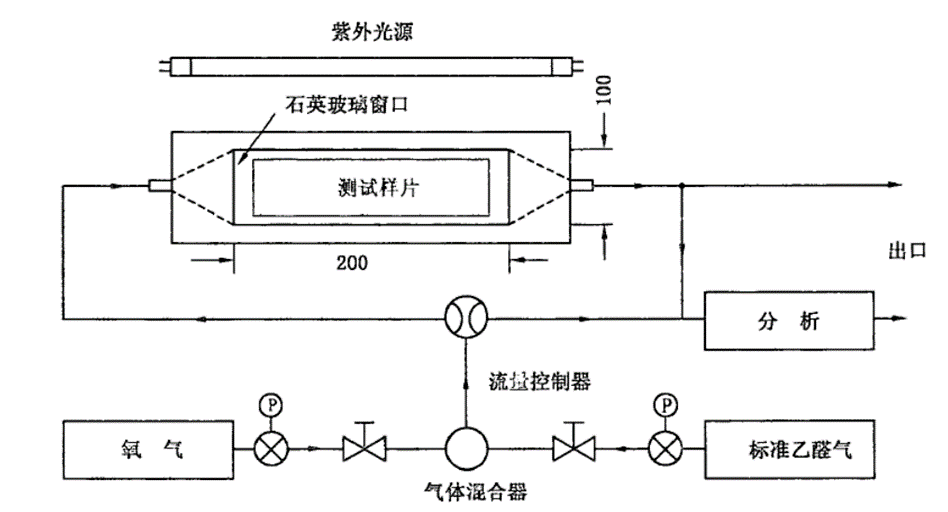 紫外光源
100
石英玻璃窗口
测试样片
200
出口
分 析
流量控制器
P
P
氧 气
标准乙醛气
气体混合器